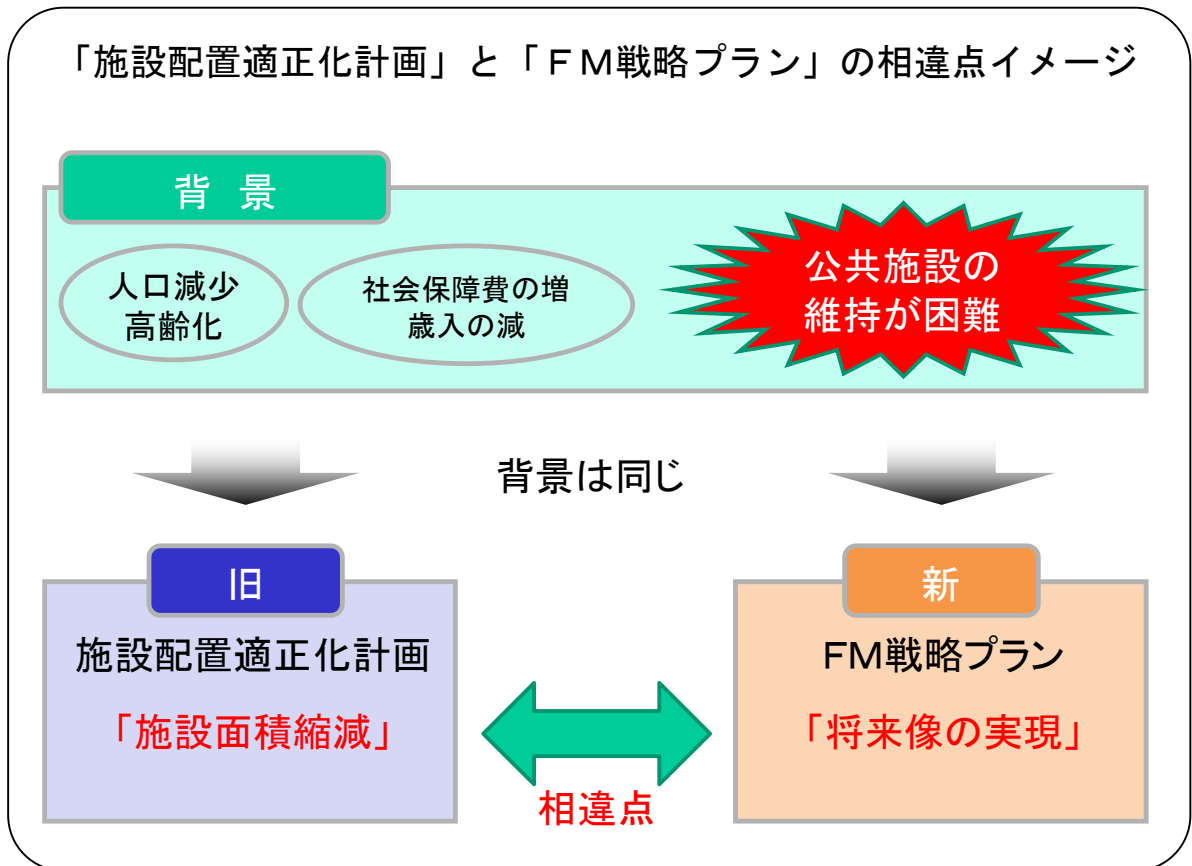 「施設配置適正化計画」と「ＦＭ戦略プラン」の相違点イメージ
背　景
人口減少
高齢化
社会保障費の増
歳入の減
公共施設の
維持が困難
背景は同じ
旧
施設配置適正化計画
「施設面積縮減」
新
ＦＭ戦略プラン
「将来像の実現」
相違点